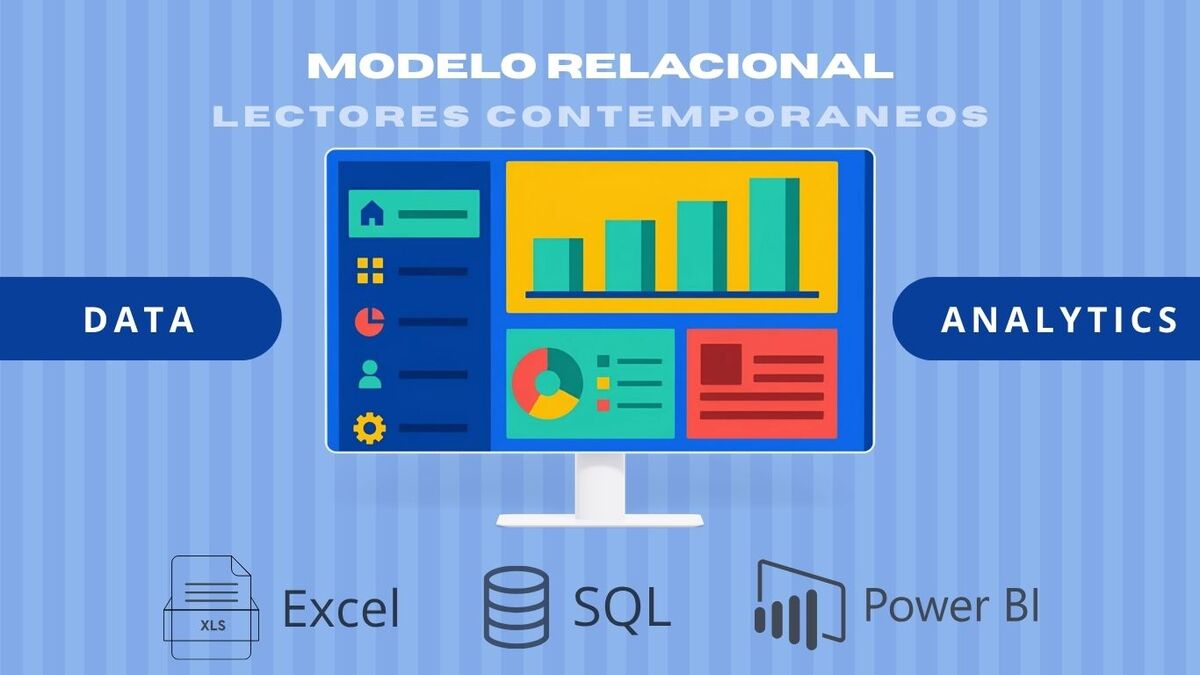 MODELO RELACIONAL
LECTORES CONTEMPORANEOS
DATA
ANALYTICS
XLS
Excel
SQL
Power BI